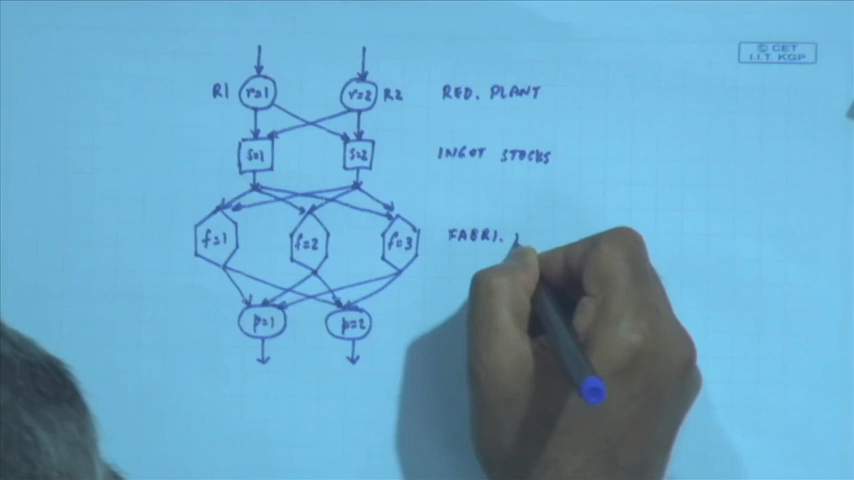 © CET
I.I.T. KGP
R1 r=1 r=2 R2 RED. PLANT
s=1 s=2 INGOT STOCKS
f=1 f=2 f=3 FABRI.
p=1 p=2